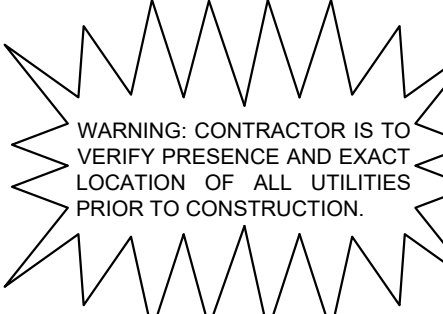 WARNING: CONTRACTOR IS TO
VERIFY PRESENCE AND EXACT
LOCATION OF ALL UTILITIES
PRIOR TO CONSTRUCTION.